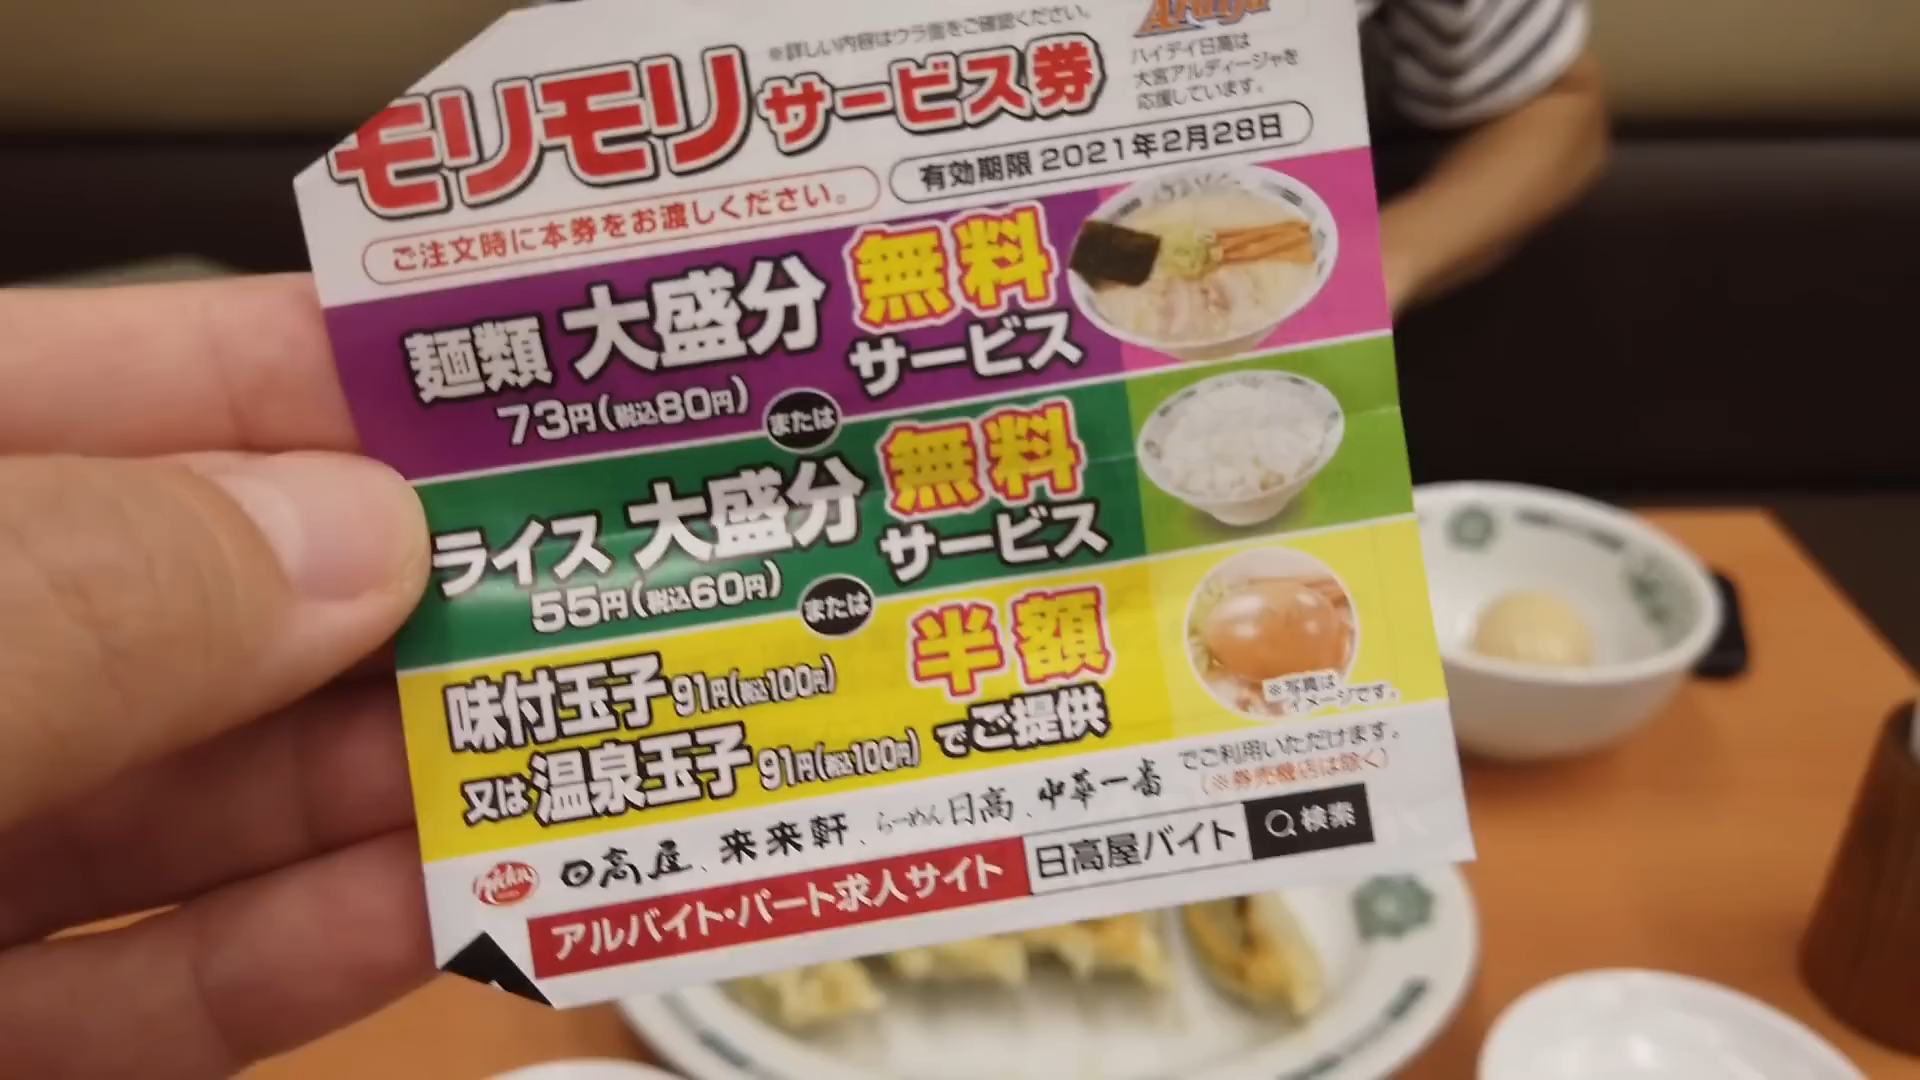 ※詳しい内容はウラ面をご確認ください。
Ardija
モリモリサービス券
ハイデイ日高は
大宮アルディージャを
応援しています。
ご注文時に本券をお渡しください。
有効期限 2021年2月28日
麺類 大盛分 無料
73円(税込80円)
サービス
または
ライス 大盛分 無料
55円(税込60円)
サービス
または
味付玉子 91円(税込100円) 半額
又は 温泉玉子 91円(税込100円) でご提供
※写真は
イメージです。
日高屋、来来軒、らーめん日高、中華一番
でご利用いただけます。
(※券売機店は除く)
アルバイト・パート求人サイト 日高屋バイト 検索